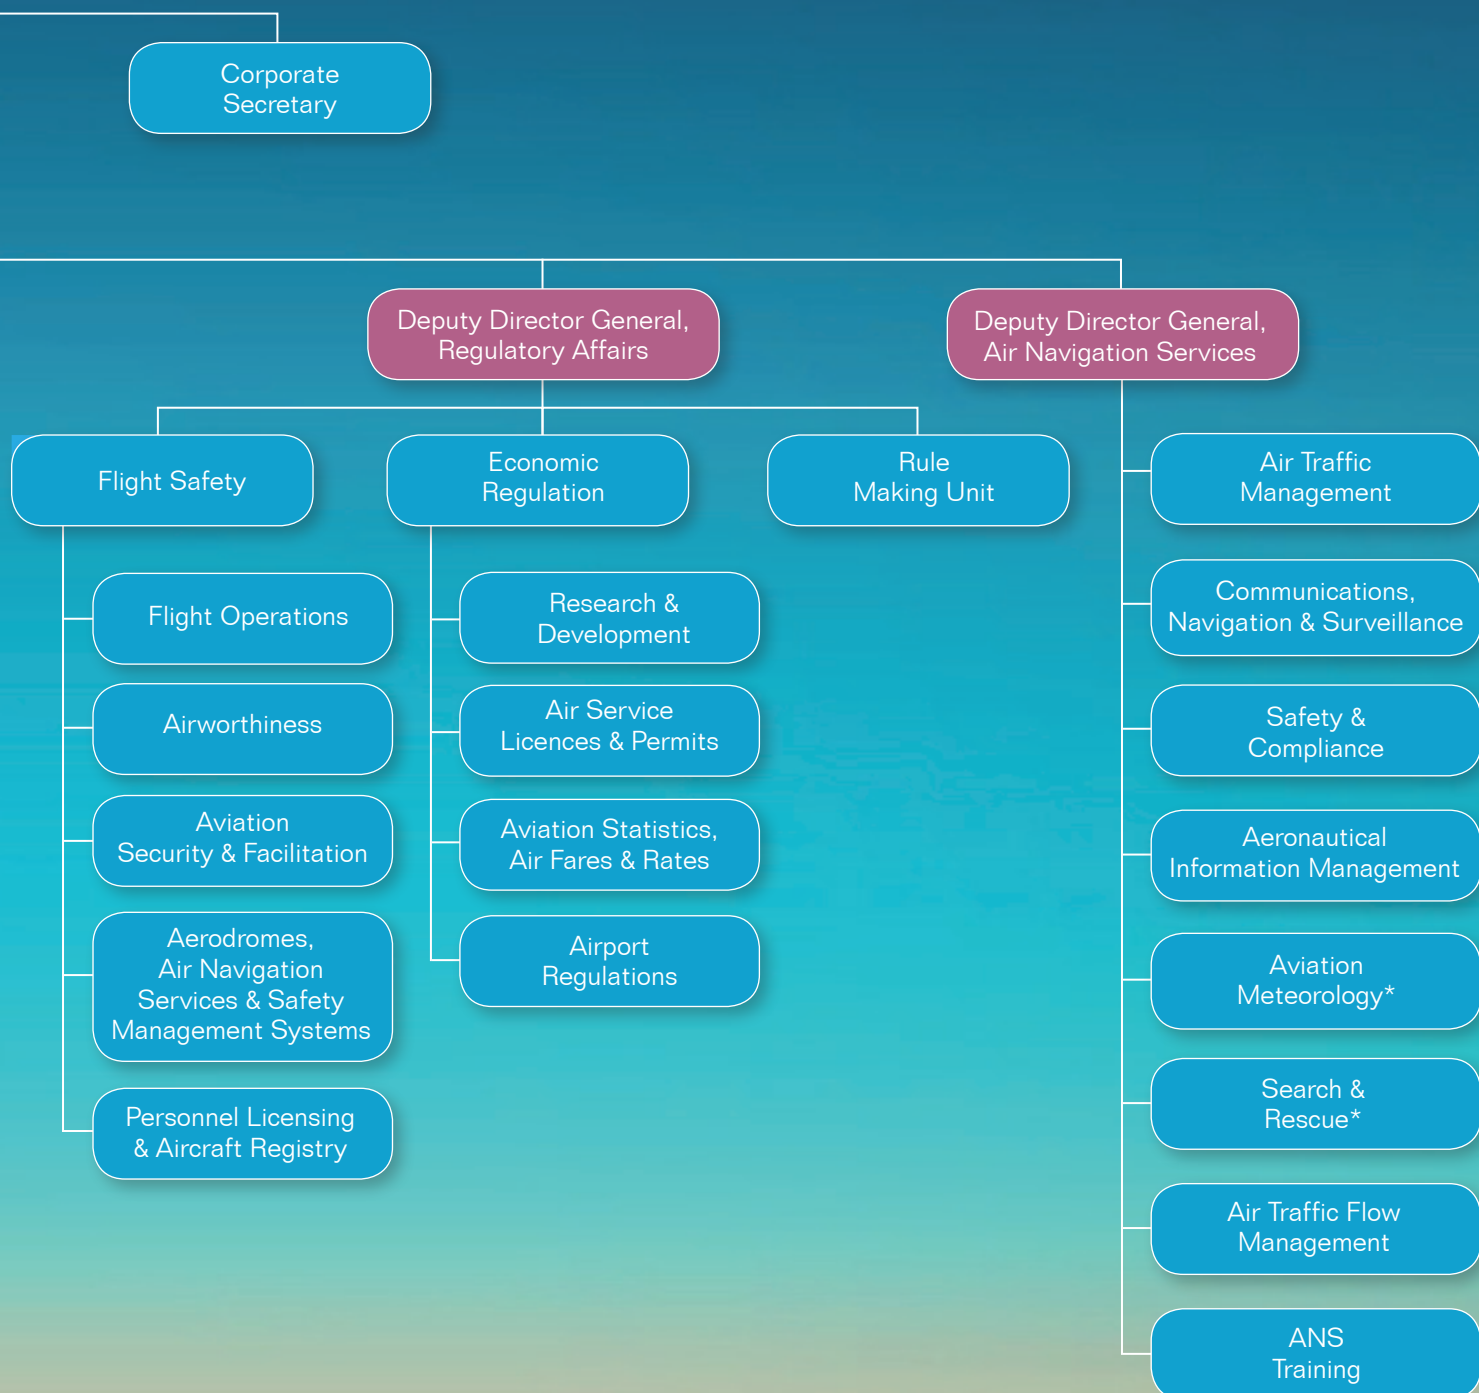 Corporate
Secretary
Deputy Director General,
Regulatory Affairs
Deputy Director General,
Air Navigation Services
Flight Safety
Economic
Regulation
Rule
Making Unit
Flight Operations
Airworthiness
Aviation
Security & Facilitation
Aerodromes,
Air Navigation
Services & Safety
Management Systems
Personnel Licensing
& Aircraft Registry
Research &
Development
Air Service
Licences & Permits
Aviation Statistics,
Air Fares & Rates
Airport
Regulations
Air Traffic
Management
Communications,
Navigation & Surveillance
Safety &
Compliance
Aeronautical
Information Management
Aviation
Meteorology*
Search &
Rescue*
Air Traffic Flow
Management
ANS
Training